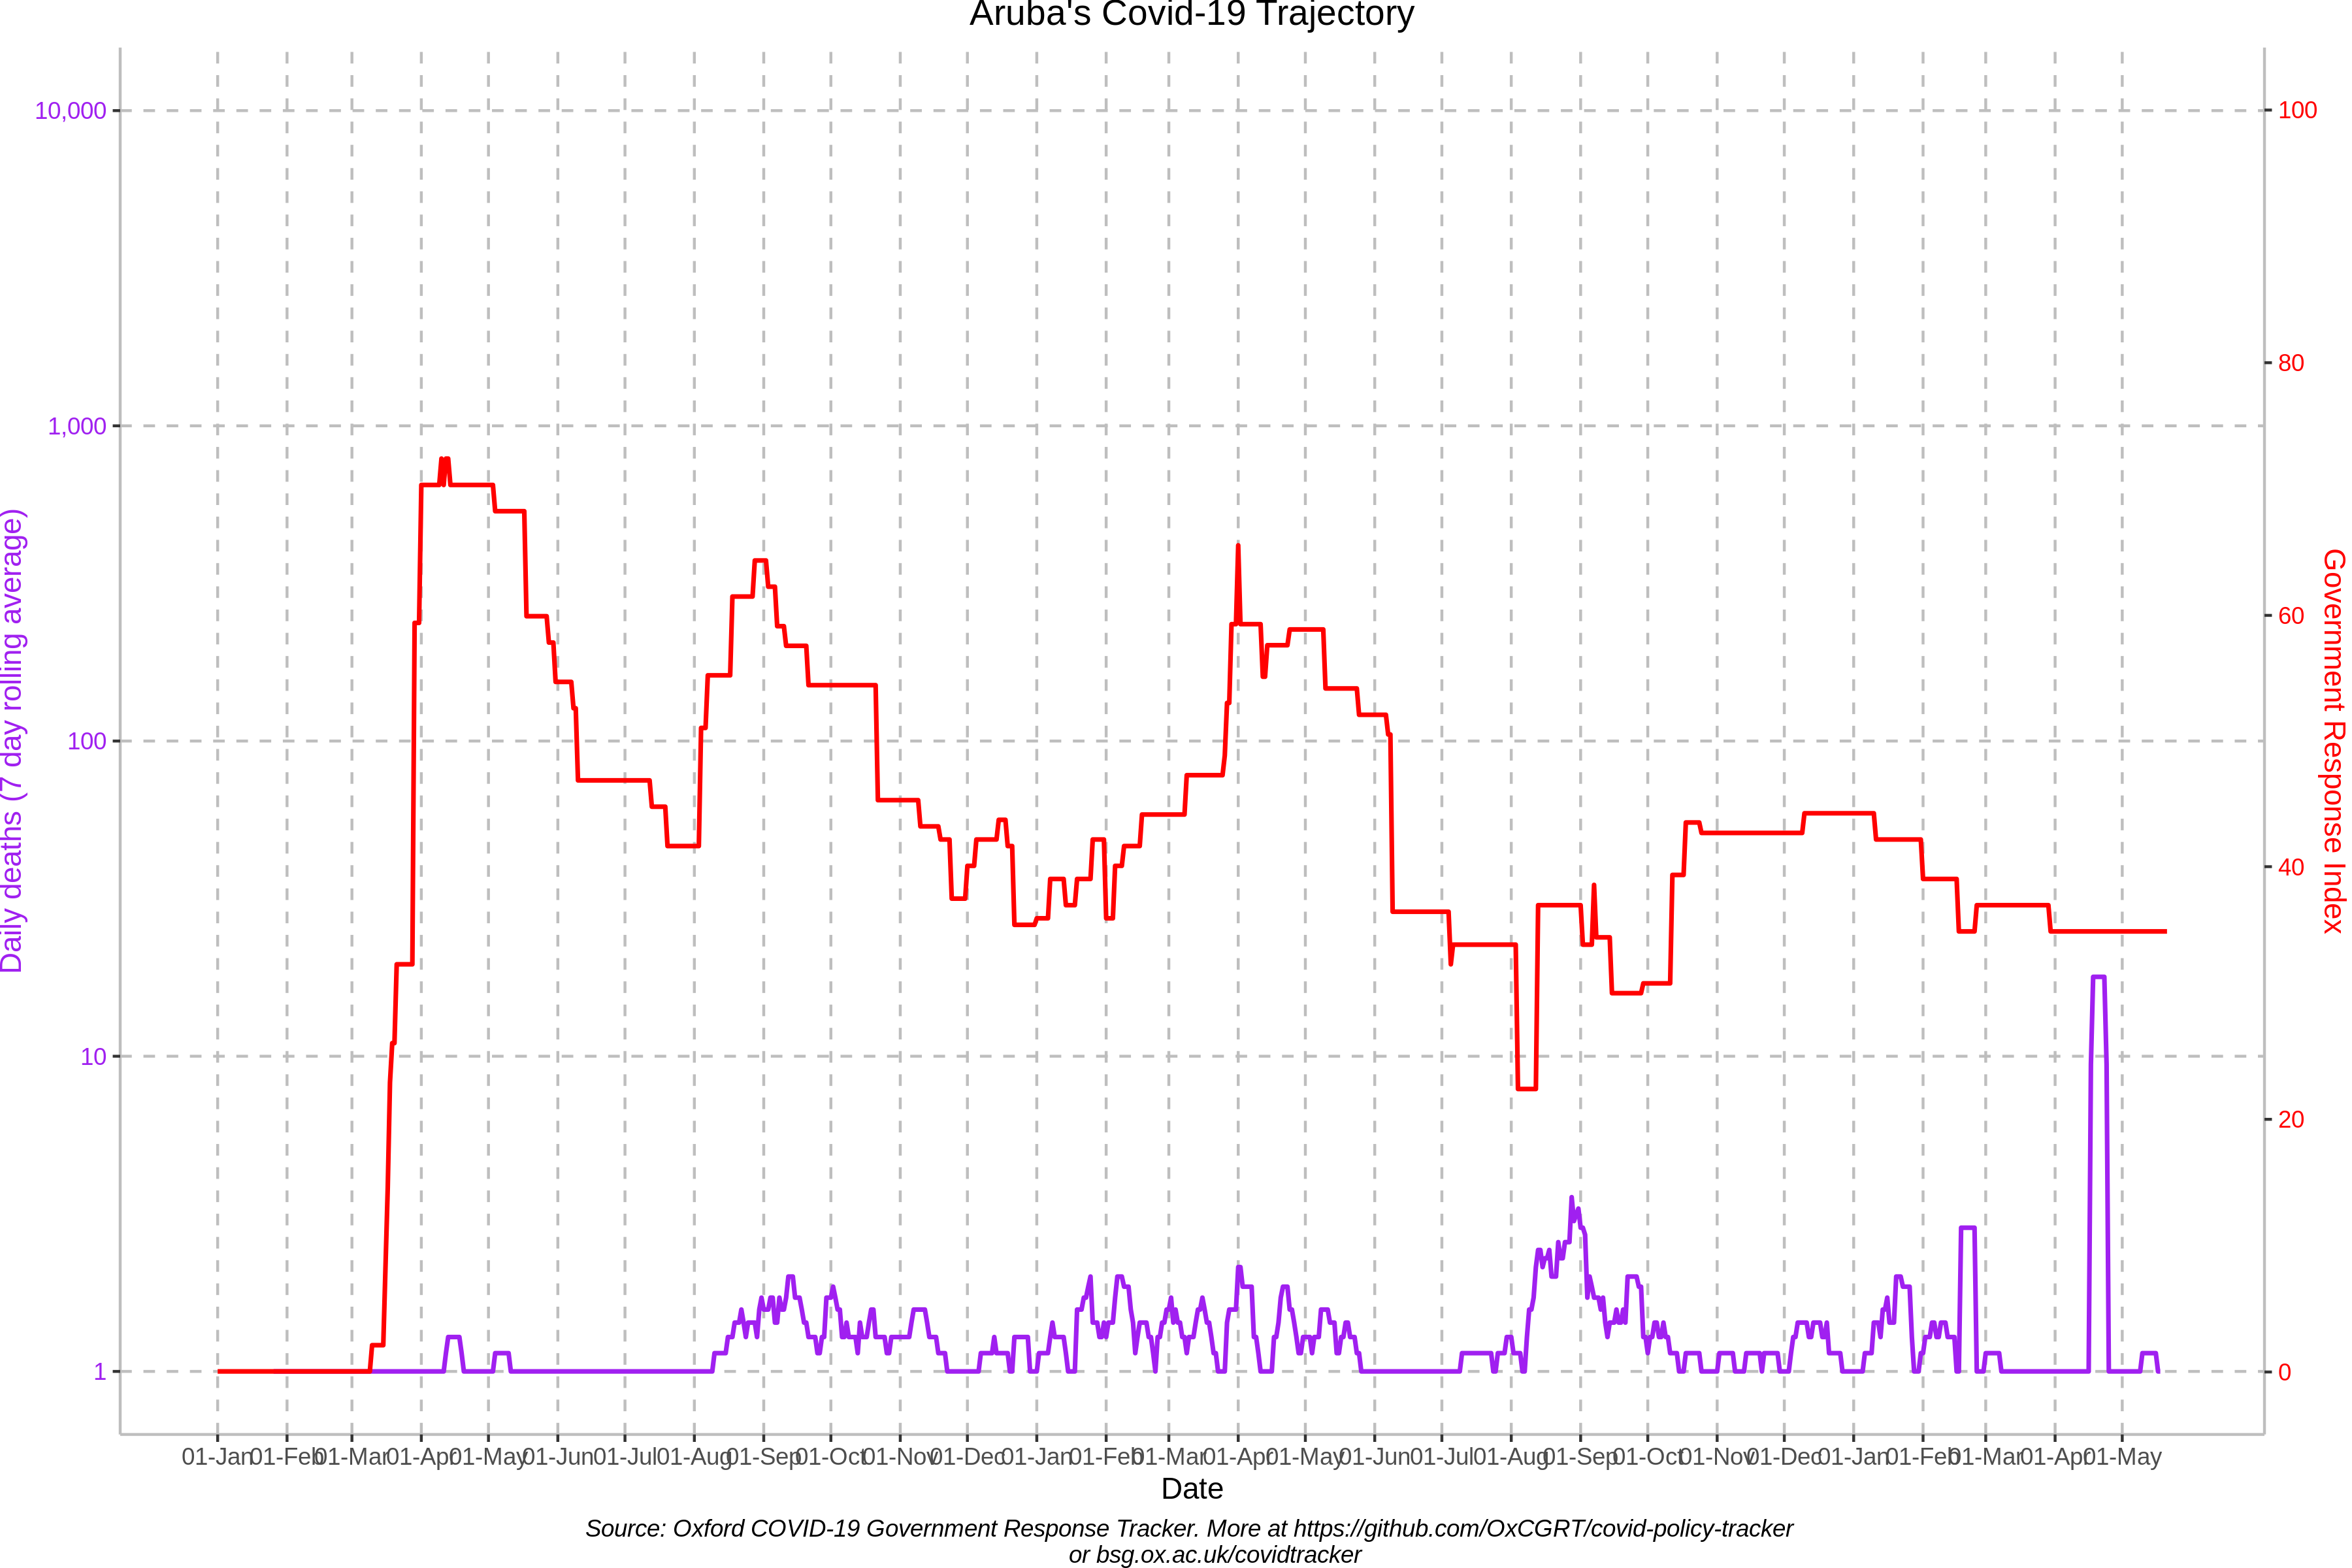 Aruba's Covid-19 Trajectory
10,000
1,000
100
10
1
Daily deaths (7 day rolling average)
100
80
60
40
20
0
Government Response Index
01-Jan 01-Feb 01-Mar 01-Apr 01-May 01-Jun 01-Jul 01-Aug 01-Sep 01-Oct 01-Nov 01-Dec 01-Jan 01-Feb 01-Mar 01-Apr 01-May 01-Jun 01-Jul 01-Aug 01-Sep 01-Oct 01-Nov 01-Dec 01-Jan 01-Feb 01-Mar 01-Apr 01-May
Date
Source: Oxford COVID-19 Government Response Tracker. More at https://github.com/OxCGRT/covid-policy-tracker
or bsg.ox.ac.uk/covidtracker